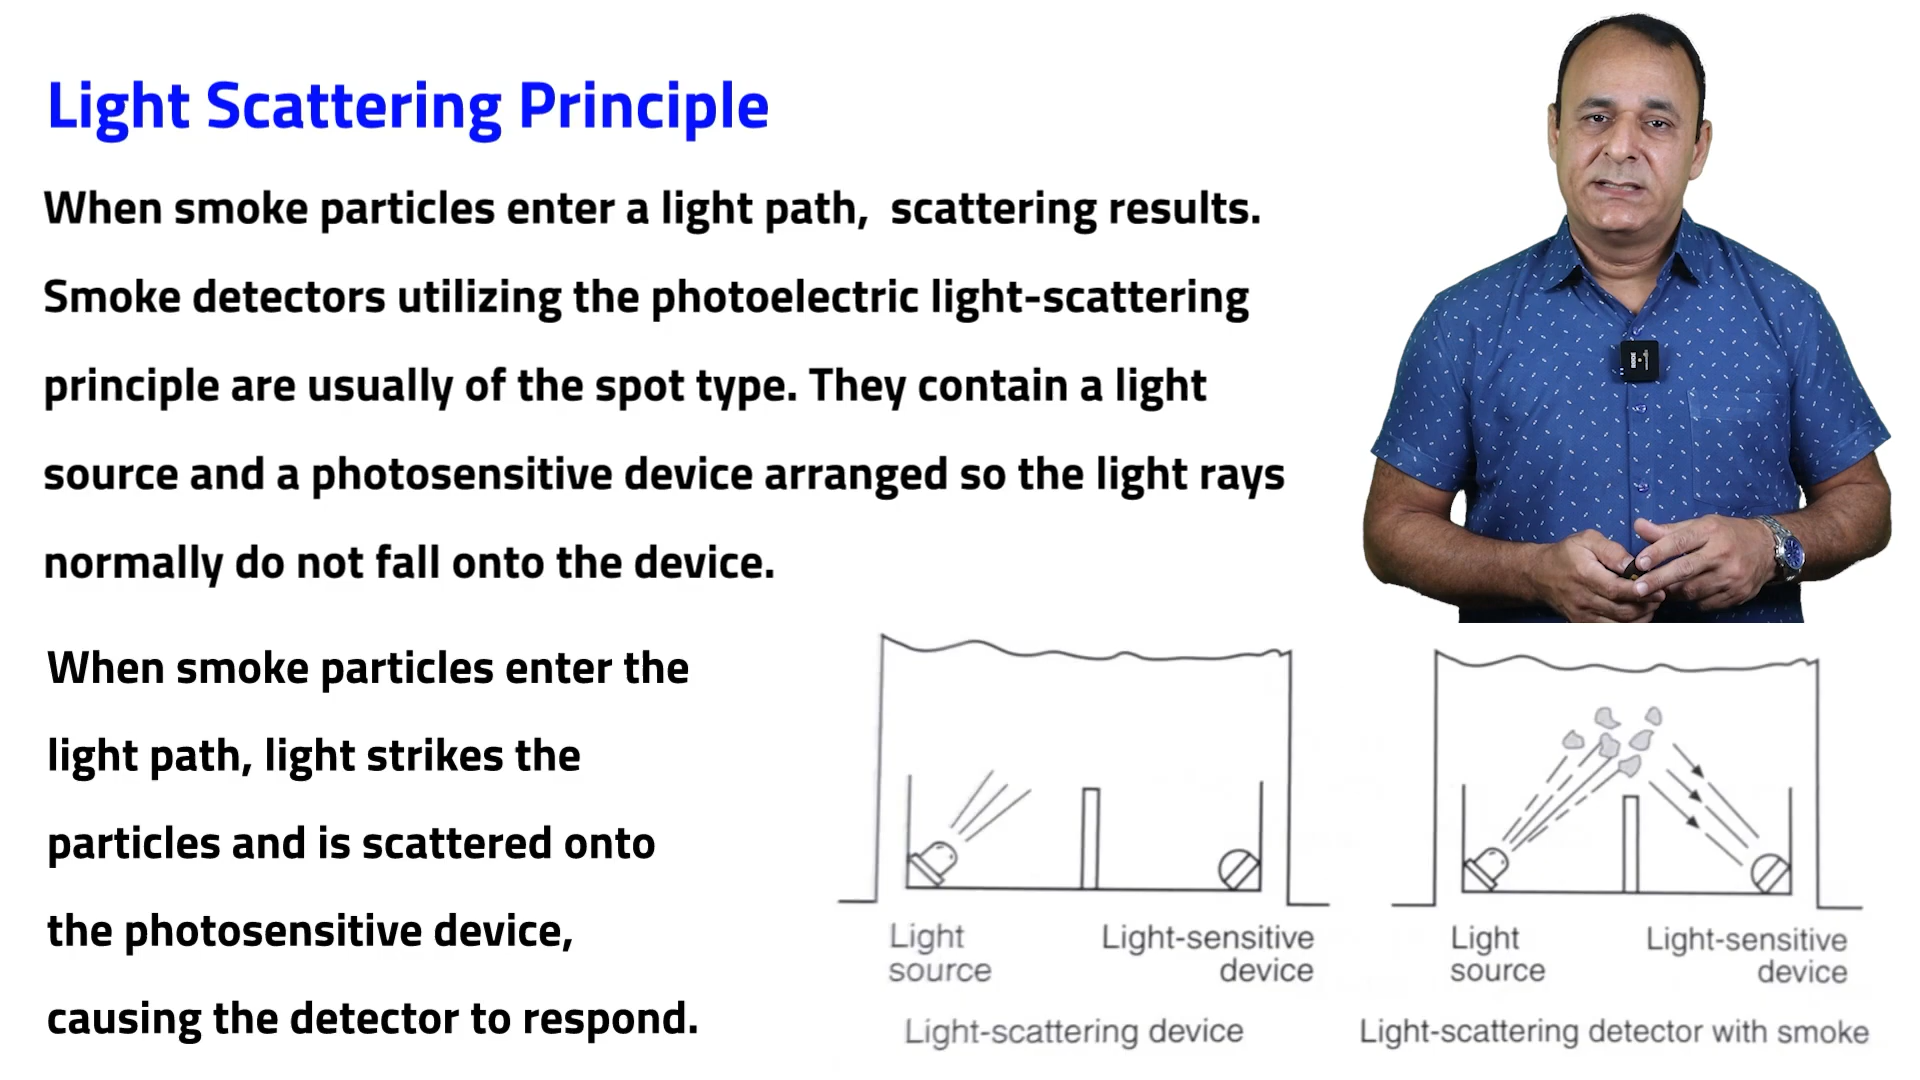 Light Scattering Principle
When smoke particles enter a light path, scattering results.
Smoke detectors utilizing the photoelectric light-scattering
principle are usually of the spot type. They contain a light
source and a photosensitive device arranged so the light rays
normally do not fall onto the device.
When smoke particles enter the
light path, light strikes the
particles and is scattered onto
the photosensitive device,
causing the detector to respond.
Light
source
Light-sensitive
device
Light-scattering device
Light
source
Light-sensitive
device
Light-scattering detector with smoke
RODE